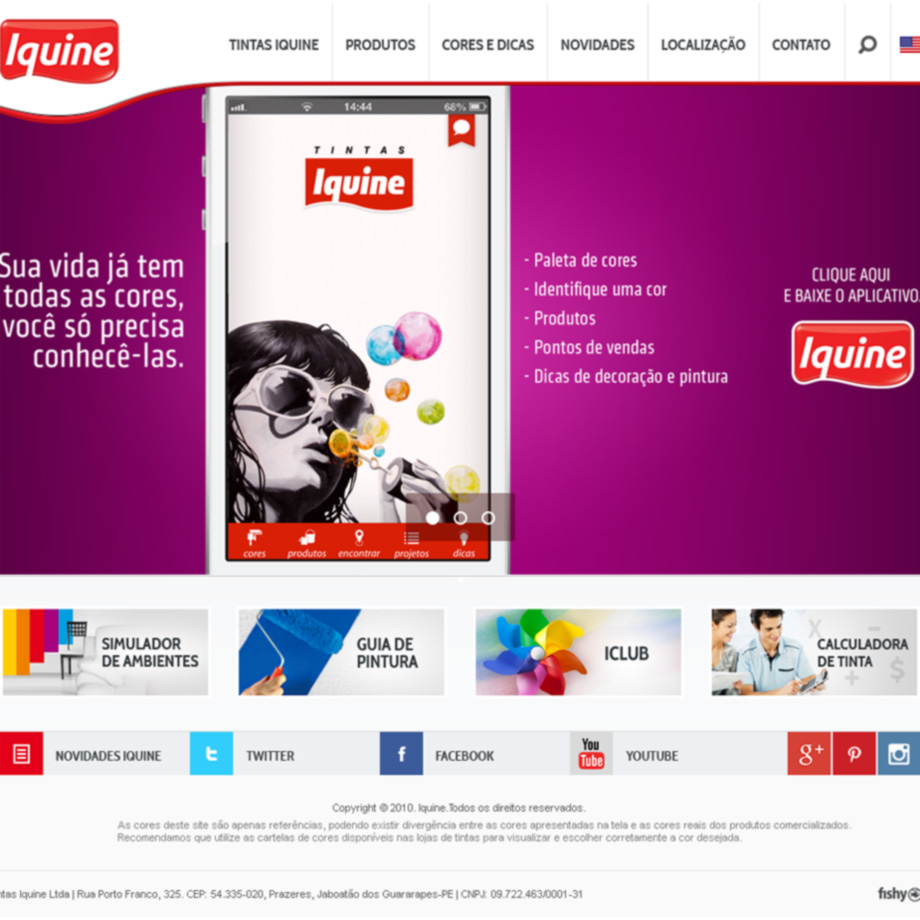 Iquine
TINTAS IQUINE
PRODUTOS
CORES E DICAS
NOVIDADES
LOCALIZAÇÃO
CONTATO
14:44
68%
TINTAS
Iquine
Sua vida já tem
todas as cores,
você só precisa
conhecê-las.
- Paleta de cores
- Identifique uma cor
- Produtos
- Pontos de vendas
- Dicas de decoração e pintura
CLIQUE AQUI
E BAIXE O APLICATIVO
Iquine
cores
produtos
encontrar
projetos
dicas
SIMULADOR
DE AMBIENTES
GUIA DE
PINTURA
ICLUB
CALCULADORA
DE TINTA
NOVIDADES IQUINE
TWITTER
FACEBOOK
You
Tube
YOUTUBE
Copyright © 2010. Iquine.Todos os direitos reservados.
As cores deste site são apenas referências, podendo existir divergência entre as cores apresentadas na tela e as cores reais dos produtos comercializados.
Recomendamos que utilize as cartelas de cores disponíveis nas lojas de tintas para visualizar e escolher corretamente a cor desejada.
ntas Iquine Ltda | Rua Porto Franco, 325. CEP: 54.335-020, Prazeres, Jaboatão dos Guararapes-PE | CNPJ: 09.722.463/0001-31
fishy